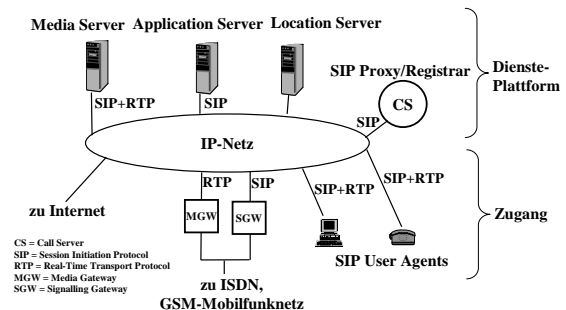 Media Server
Application Server
Location Server
SIP Proxy/Registrar
Dienste-
Plattform
SIP+RTP
SIP
SIP
CS
IP-Netz
RTP
SIP
SIP+RTP
SIP+RTP
zu Internet
MGW
SGW
Zugang
SIP User Agents
CS = Call Server
SIP = Session Initiation Protocol
RTP = Real-Time Transport Protocol
MGW = Media Gateway
SGW = Signalling Gateway
zu ISDN,
GSM-Mobilfunknetz